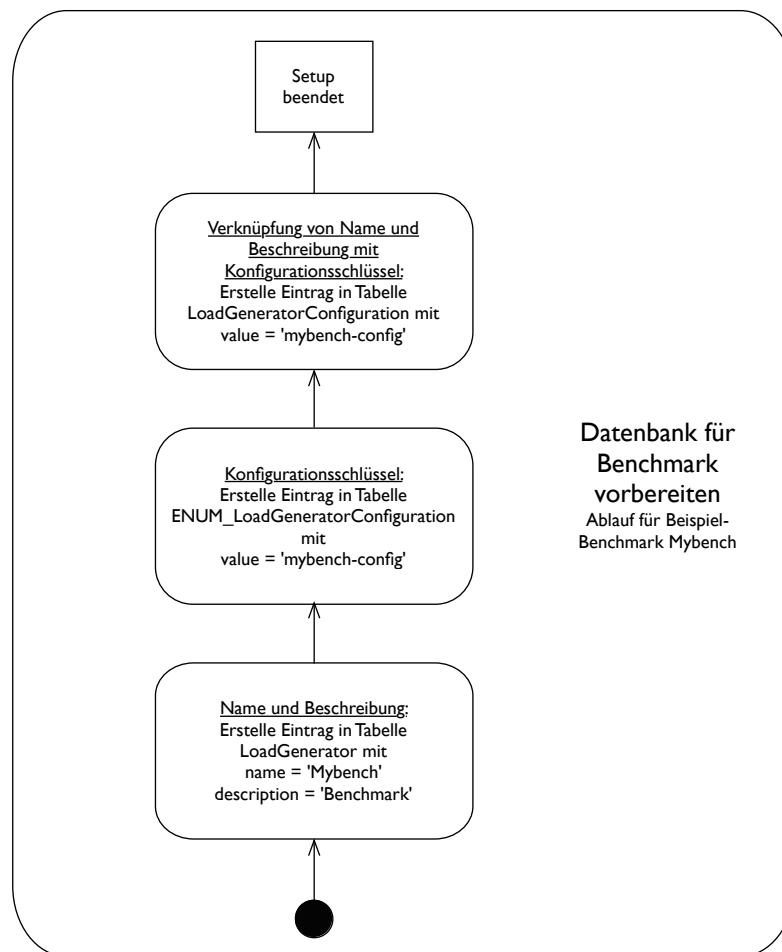 Setup
beendet
Verknüpfung von Name und
Beschreibung mit
Konfigurationsschlüssel:
Erstelle Eintrag in Tabelle
LoadGeneratorConfiguration mit
value = 'mybench-config'
Konfigurationsschlüssel:
Erstelle Eintrag in Tabelle
ENUM_LoadGeneratorConfiguration
mit
value = 'mybench-config'
Datenbank für
Benchmark
vorbereiten
Ablauf für Beispiel-
Benchmark Mybench
Name und Beschreibung:
Erstelle Eintrag in Tabelle
LoadGenerator mit
name = 'Mybench'
description = 'Benchmark'